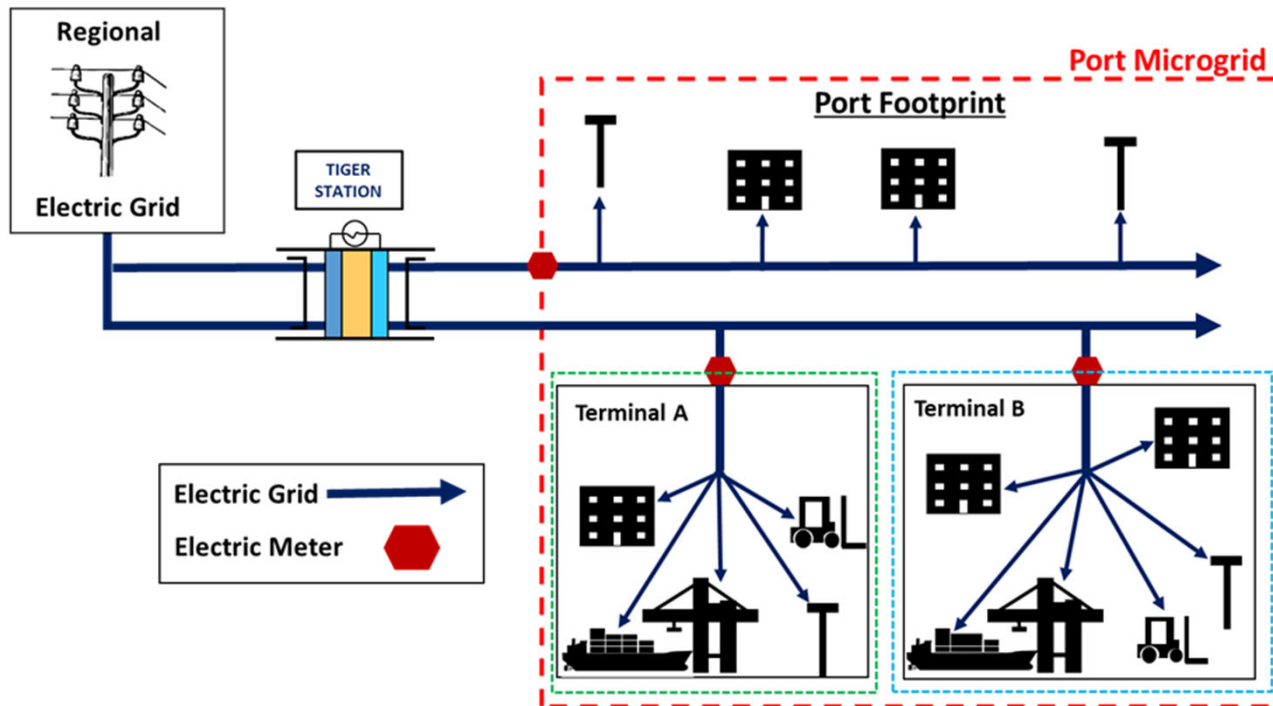 Regional
Electric Grid
TIGER
STATION
Port Microgrid
Port Footprint
Terminal A
Terminal B
Electric Grid
Electric Meter